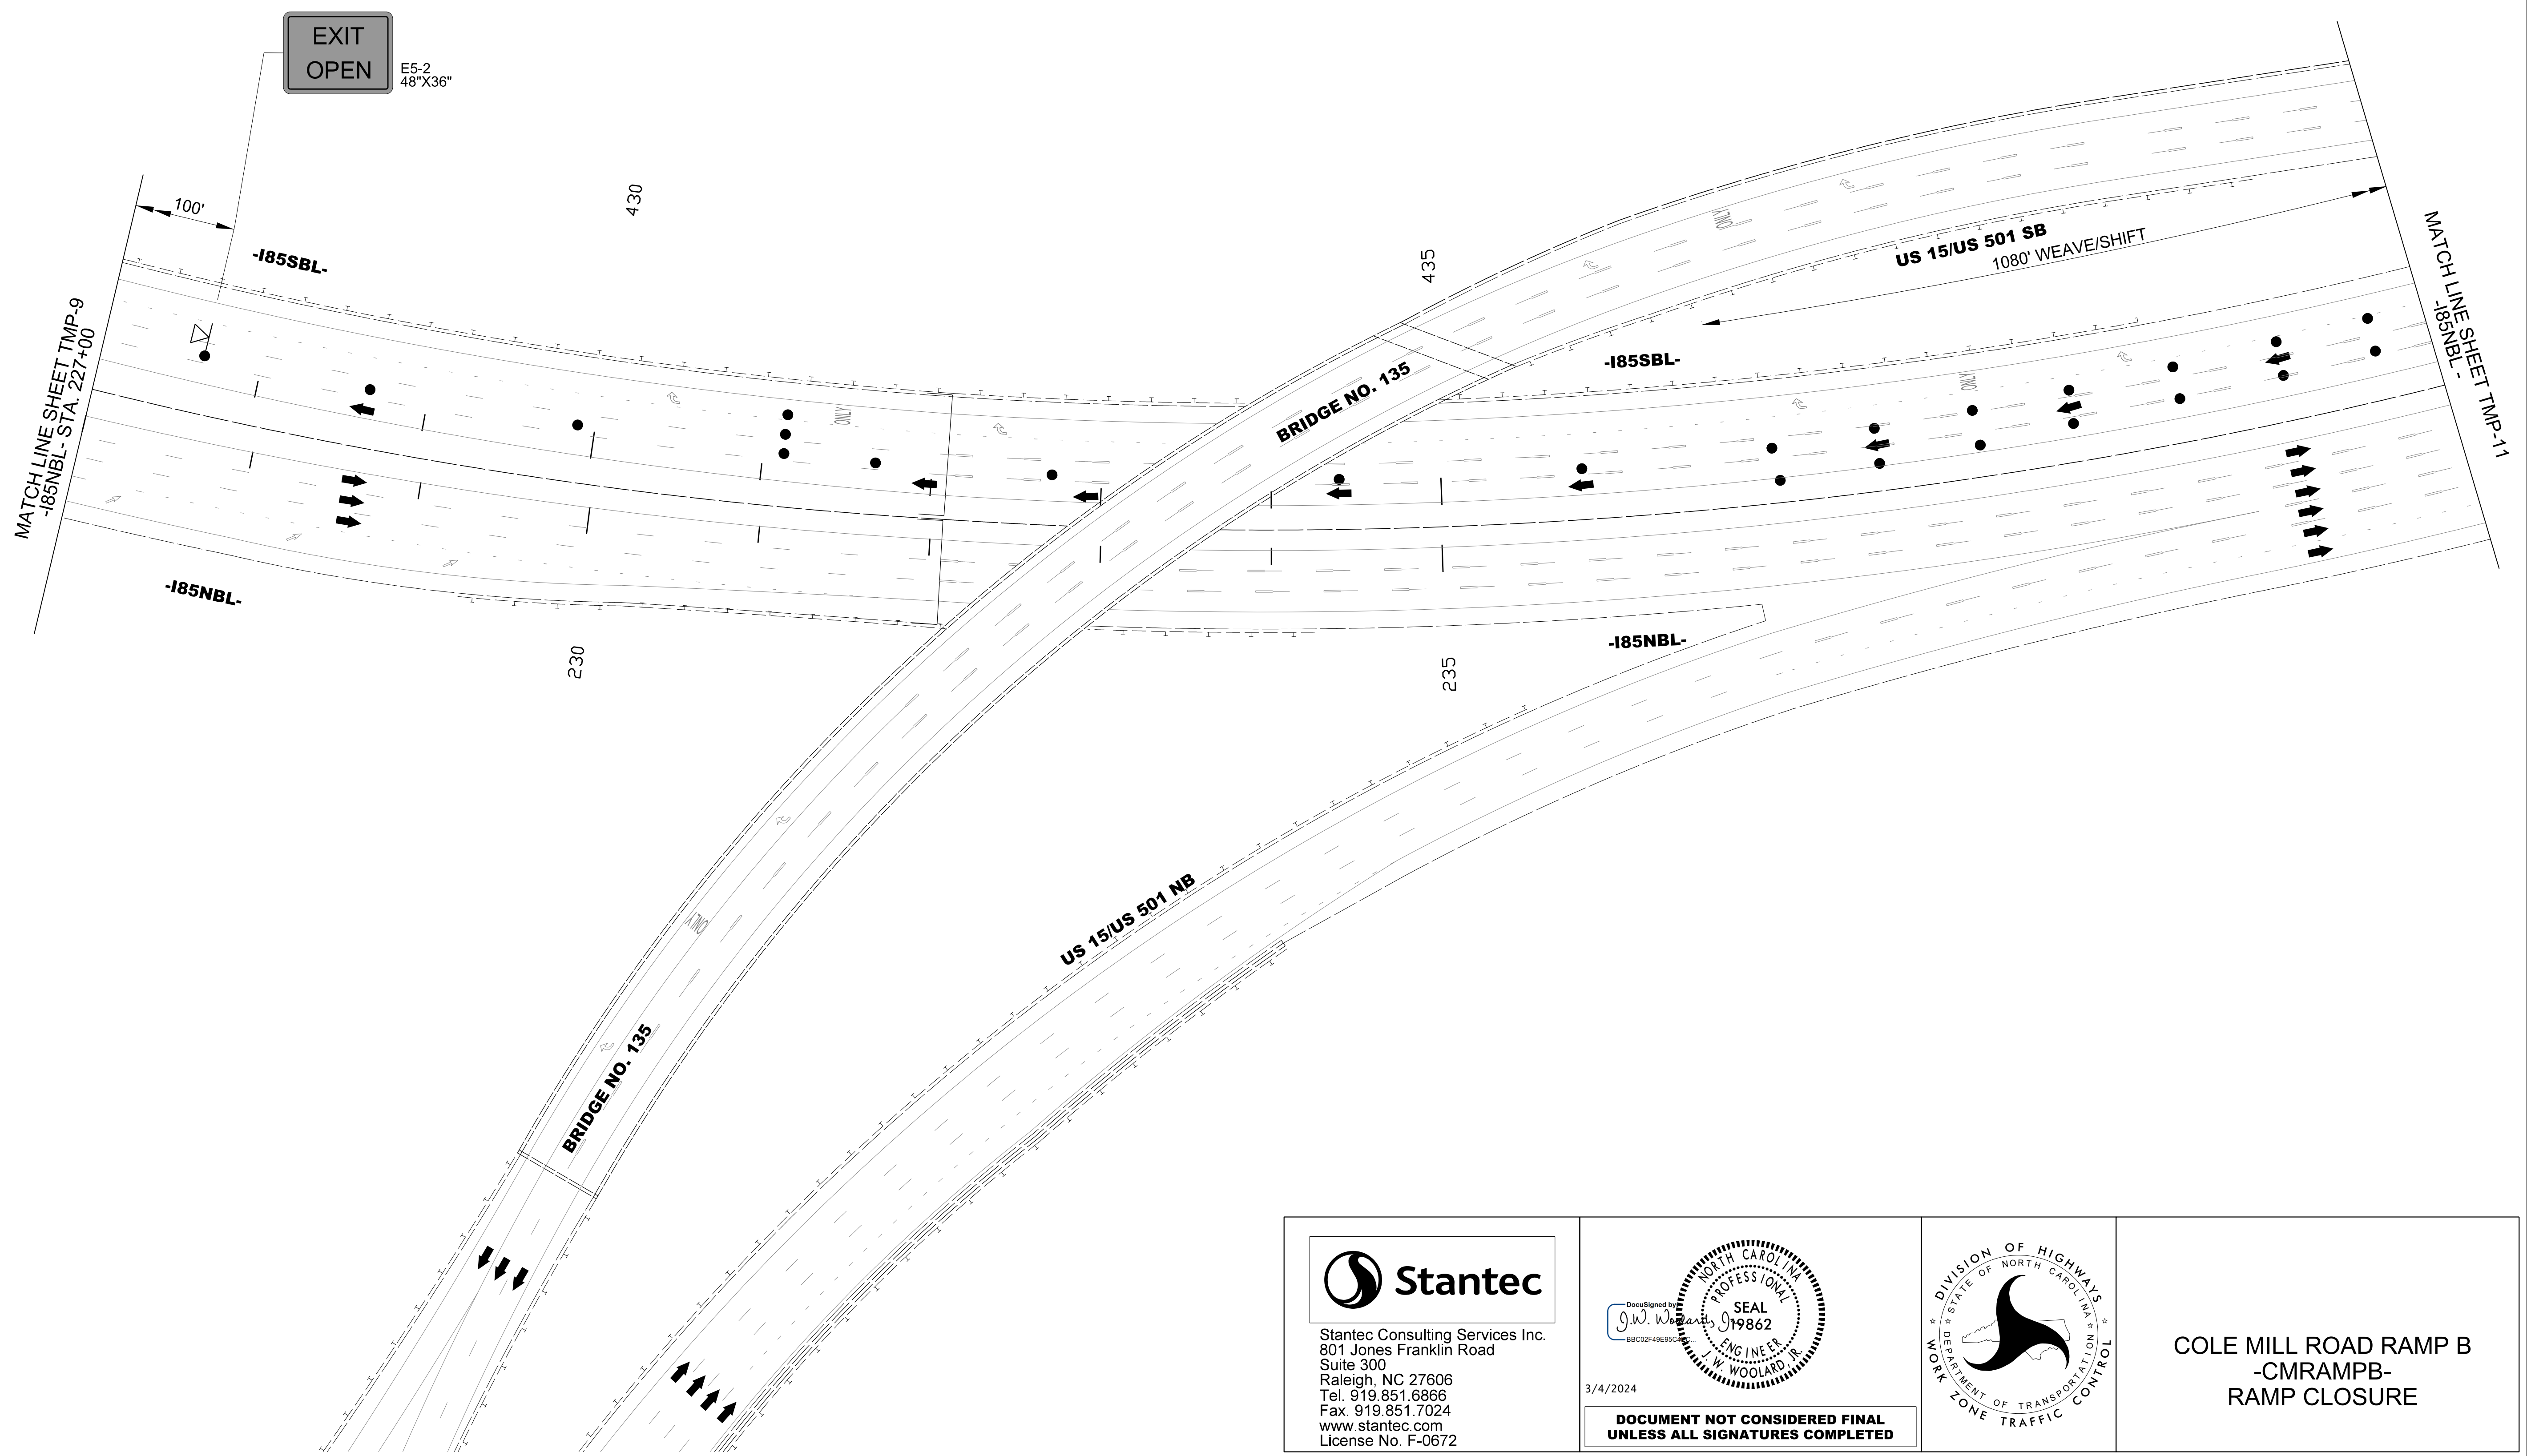 EXIT
OPEN
E5-2
48"X36"
100'
430
435
-I85SBL-
MATCH LINE SHEET TMP-9
-I85NBL- STA. 227+00
ONLY
ONLY
ONLY
BRIDGE NO. 135
US 15/US 501 SB
1080' WEAVE/SHIFT
-I85SBL-
MATCH LINE SHEET TMP-11
-I85NBL -
-I85NBL-
-I85NBL-
230
235
US 15/US 501 NB
ONLY
BRIDGE NO. 135
Stantec
Stantec Consulting Services Inc.
801 Jones Franklin Road
Suite 300
Raleigh, NC 27606
Tel. 919.851.6866
Fax. 919.851.7024
www.stantec.com
License No. F-0672
DocuSigned by
J.W. Woolard, Jr
BBC02F49E95C4
NORTH CAROLINA
PROFESSIONAL
SEAL
19862
ENGINEER
J. W. WOOLARD, JR.
3/4/2024
DOCUMENT NOT CONSIDERED FINAL
UNLESS ALL SIGNATURES COMPLETED
DIVISION OF HIGHWAYS
STATE OF NORTH CAROLINA
DEPARTMENT OF TRANSPORTATION
WORK ZONE TRAFFIC CONTROL
COLE MILL ROAD RAMP B
-CMRAMPB-
RAMP CLOSURE